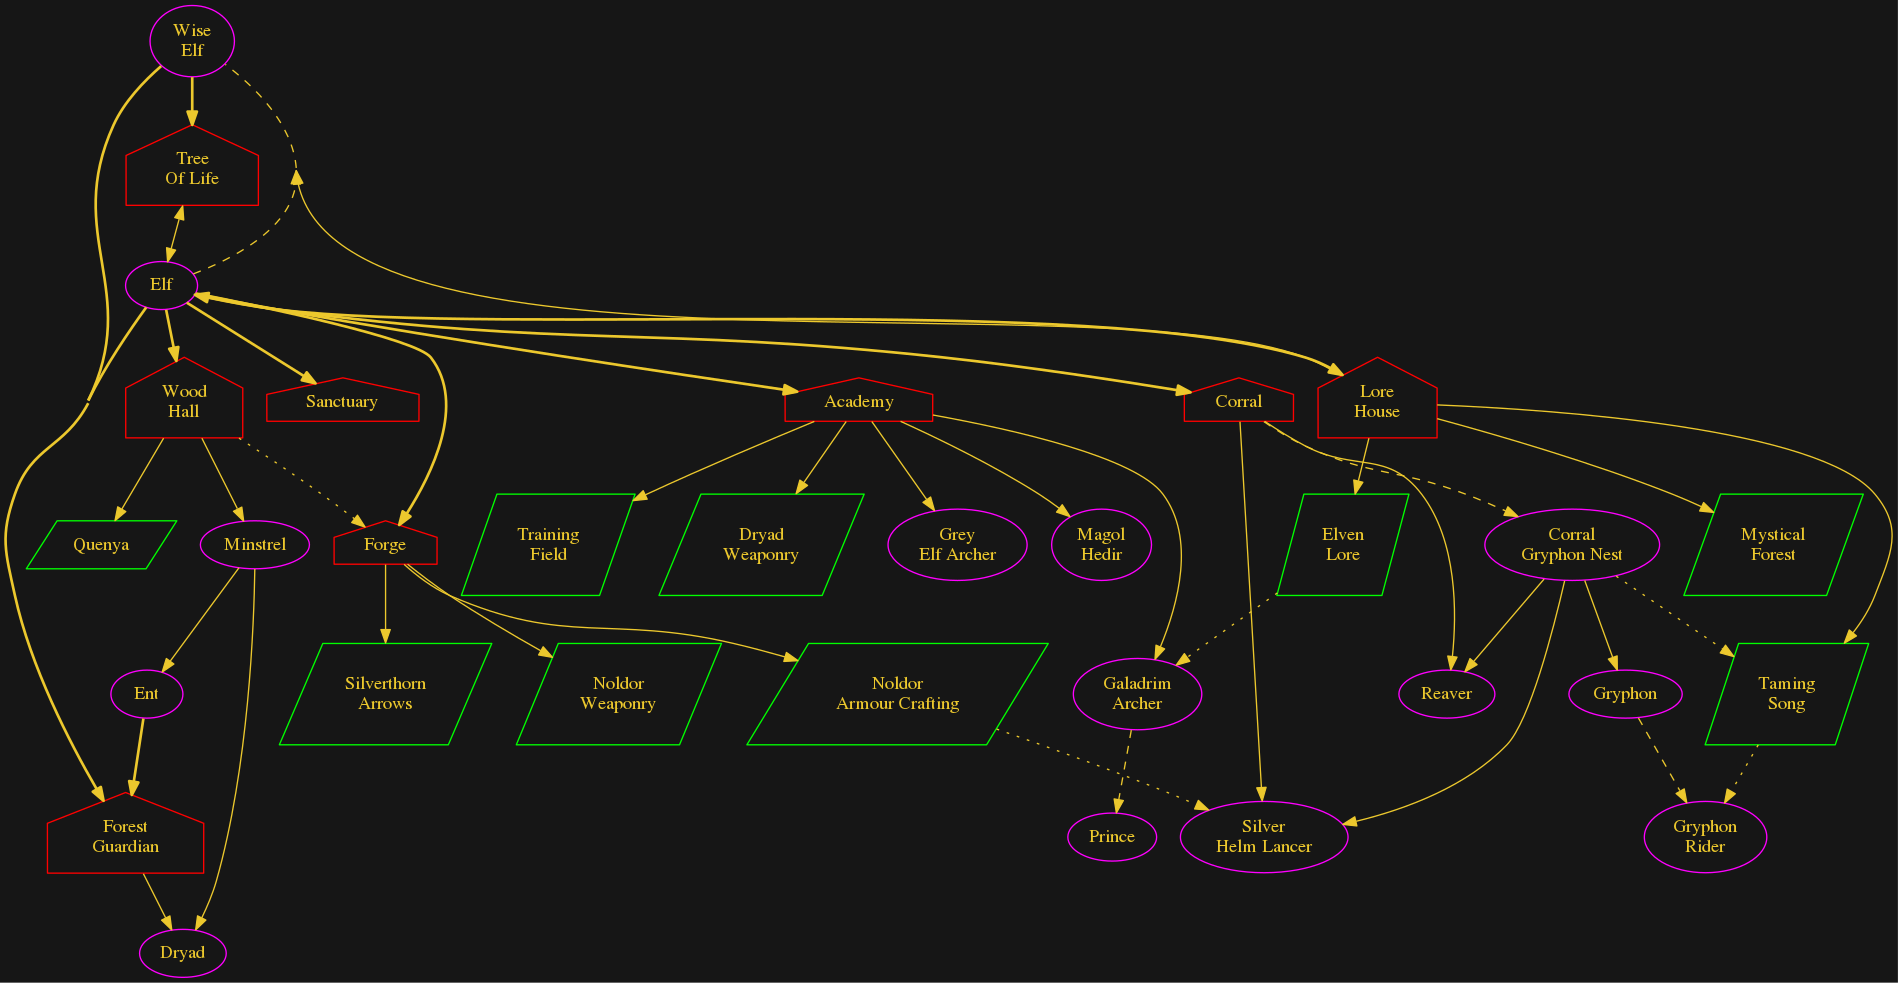 Wise
Elf
Tree
Of Life
Elf
Wood
Hall
Sanctuary
Academy
Corral
Lore
House
Quenya
Minstrel
Forge
Training
Field
Dryad
Weaponry
Grey
Elf Archer
Magol
Hedir
Elven
Lore
Corral
Gryphon Nest
Mystical
Forest
Ent
Silverthorn
Arrows
Noldor
Weaponry
Noldor
Armour Crafting
Galadrim
Archer
Reaver
Gryphon
Taming
Song
Forest
Guardian
Prince
Silver
Helm Lancer
Gryphon
Rider
Dryad